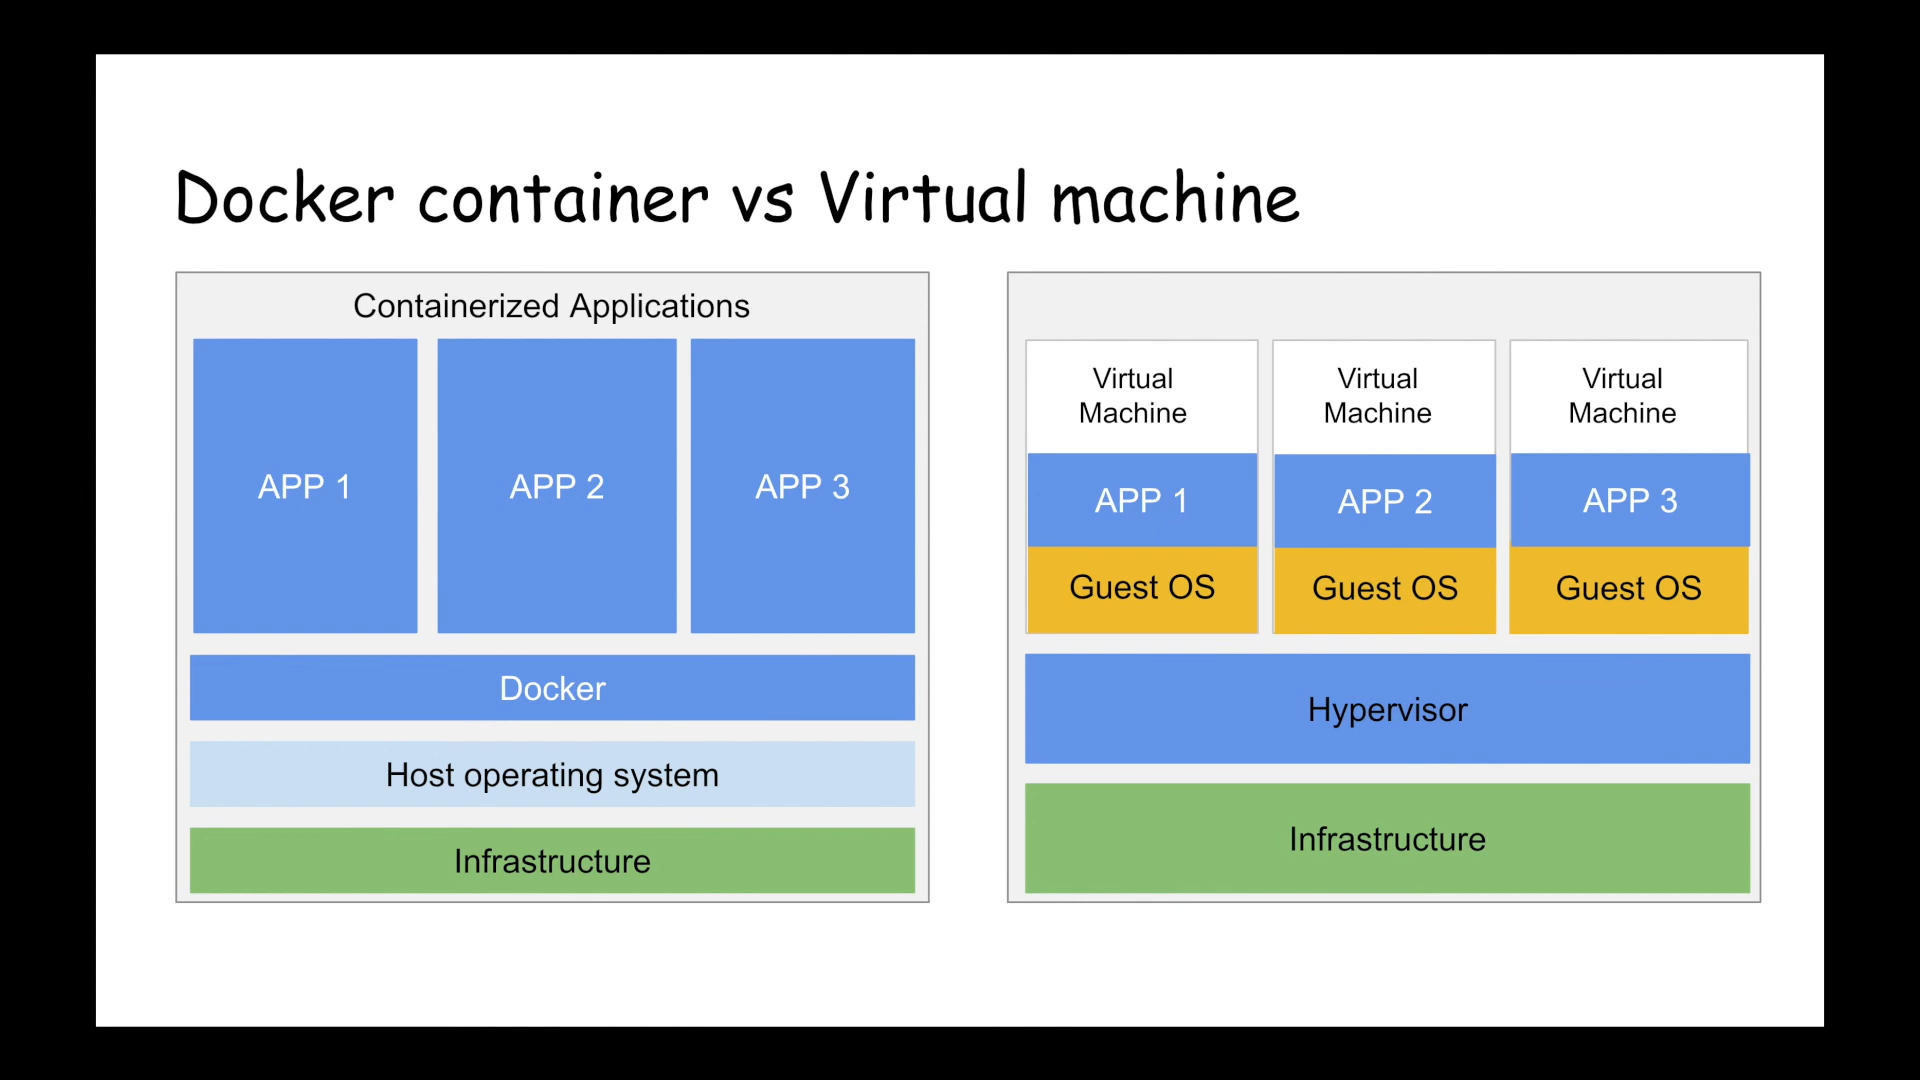 Docker container vs Virtual machine
Containerized Applications
APP 1
APP 2
APP 3
Docker
Host operating system
Infrastructure
Virtual
Machine
Virtual
Machine
Virtual
Machine
APP 1
APP 2
APP 3
Guest OS
Guest OS
Guest OS
Hypervisor
Infrastructure